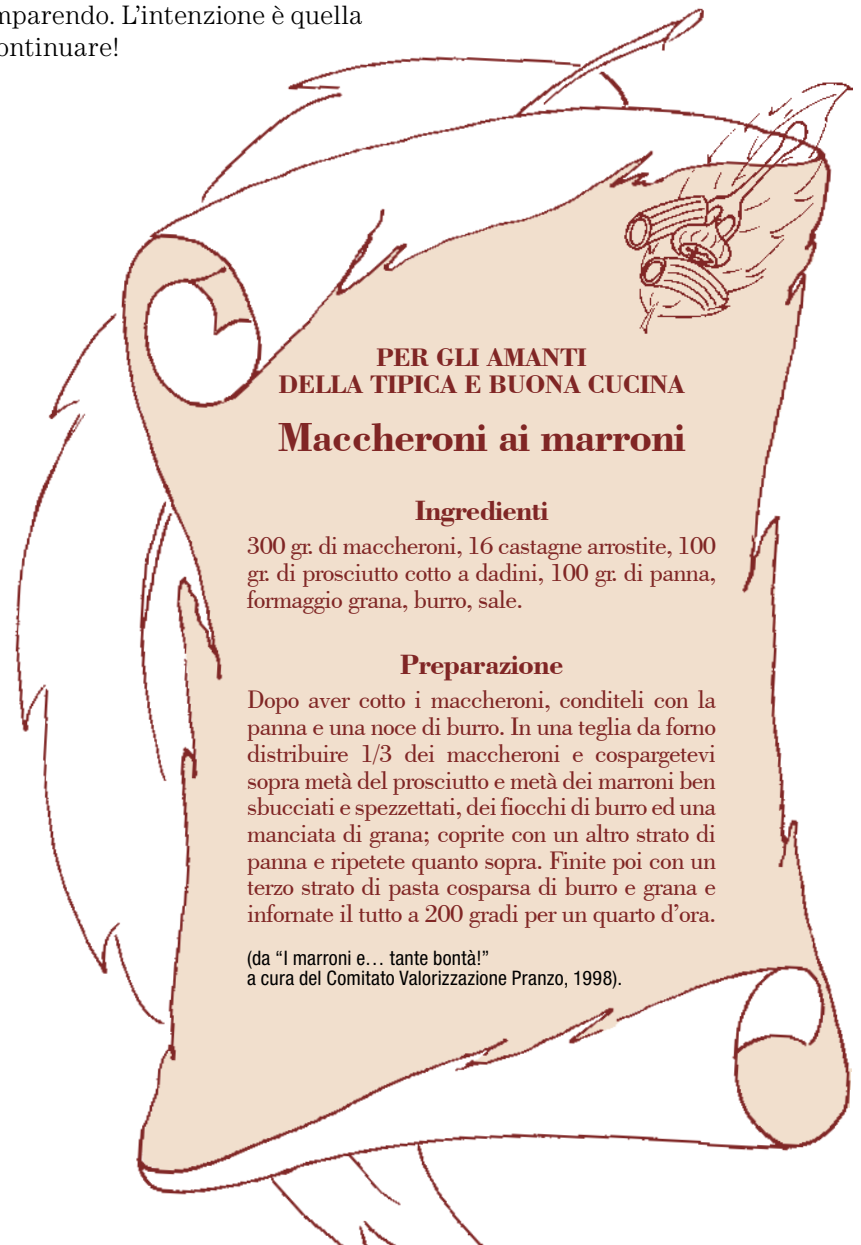 mparendo. L'intenzione è quella
ontinuare!
PER GLI AMANTI
DELLA TIPICA E BUONA CUCINA
Maccheroni ai marroni
Ingredienti
300 gr. di maccheroni, 16 castagne arrostite, 100
gr. di prosciutto cotto a dadini, 100 gr. di panna,
formaggio grana, burro, sale.
Preparazione
Dopo aver cotto i maccheroni, conditeli con la
panna e una noce di burro. In una teglia da forno
distribuire 1/3 dei maccheroni e cospargetevi
sopra metà del prosciutto e metà dei marroni ben
sbucciati e spezzettati, dei fiocchi di burro ed una
manciata di grana; coprite con un altro strato di
panna e ripetete quanto sopra. Finite poi con un
terzo strato di pasta cosparsa di burro e grana e
infornate il tutto a 200 gradi per un quarto d'ora.
(da “I marroni e… tante bontà!”
a cura del Comitato Valorizzazione Pranzo, 1998).